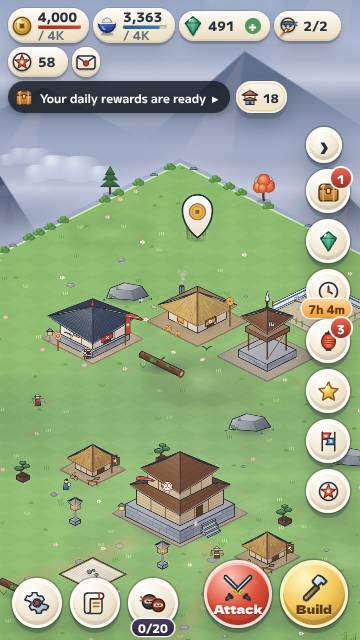 4,000
/ 4K
3,363
/ 4K
491
2/2
58
Your daily rewards are ready ▸
18
1
7h 4m
3
Attack
Build
0/20